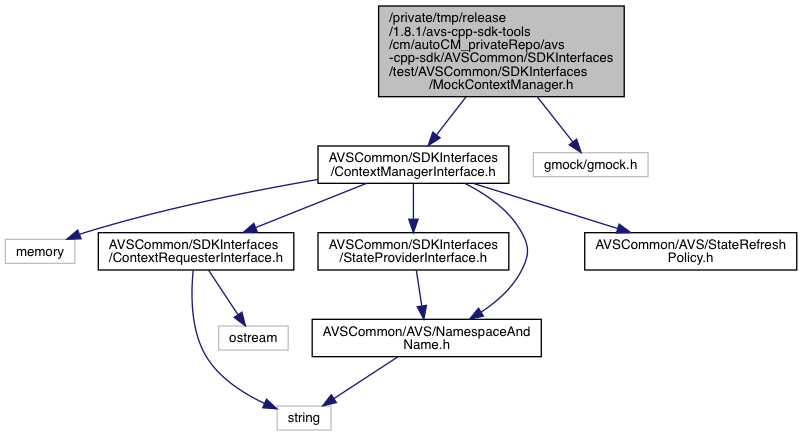 /private/tmp/release
/1.8.1/avs-cpp-sdk-tools
/cm/autoCM_privateRepo/avs
-cpp-sdk/AVSCommon/SDKInterfaces
/test/AVSCommon/SDKInterfaces
/MockContextManager.h
AVSCommon/SDKInterfaces
/ContextManagerInterface.h
gmock/gmock.h
memory
AVSCommon/SDKInterfaces
/ContextRequesterInterface.h
AVSCommon/SDKInterfaces
/StateProviderInterface.h
AVSCommon/AVS/StateRefresh
Policy.h
ostream
AVSCommon/AVS/NamespaceAnd
Name.h
string